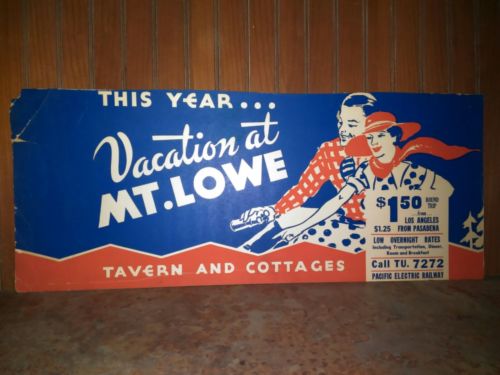 THIS YEAR...
Vacation at
MT. LOWE
TAVERN AND COTTAGES
$1.50 ROUND TRIP
from
LOS ANGELES
$1.25 FROM PASADENA
LOW OVERNIGHT RATES
Including Transportation, Dinner,
Room and Breakfast
Call TU. 7272
PACIFIC ELECTRIC RAILWAY